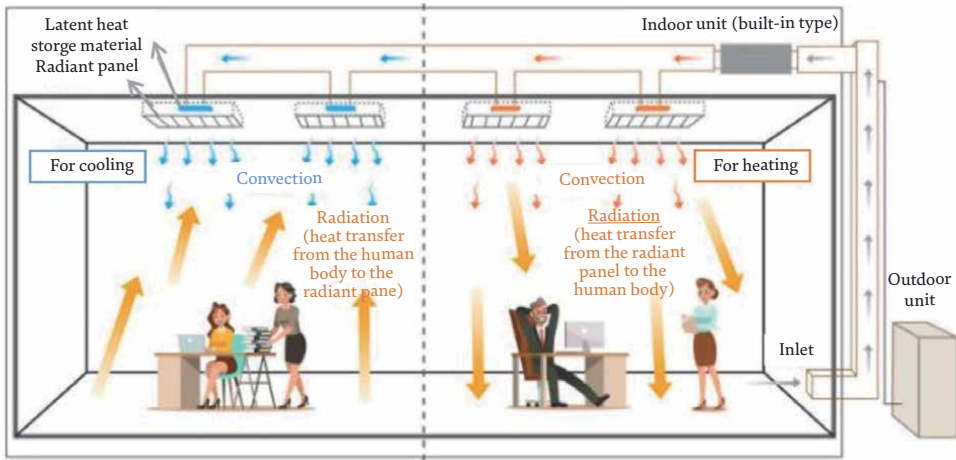 Latent heat
storge material
Radiant panel
Indoor unit (built-in type)
For cooling
Convection
Radiation
(heat transfer
from the human
body to the
radiant pane)
Convection
For heating
Radiation
(heat transfer
from the radiant
panel to the
human body)
Inlet
Outdoor
unit